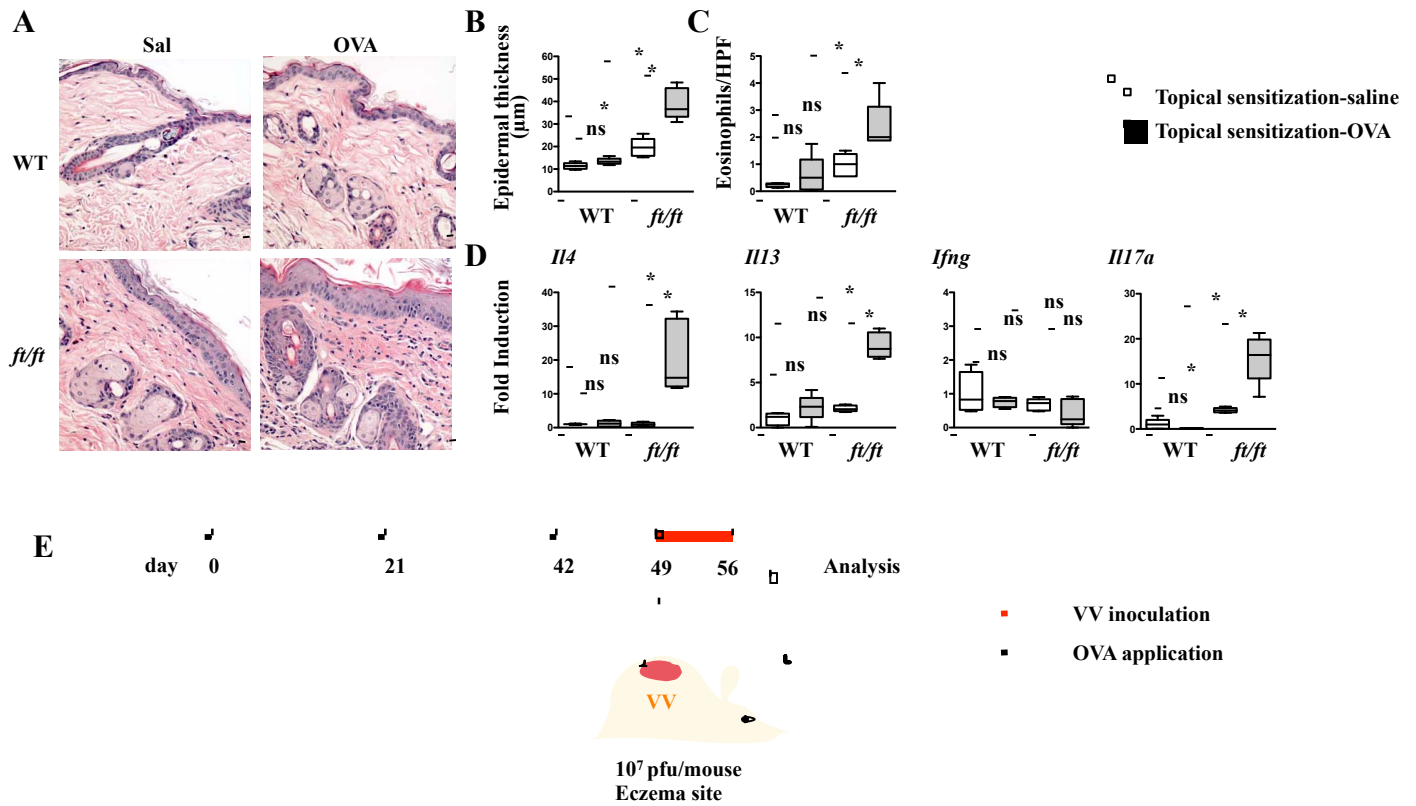 A
Sal
OVA
WT
ft/ft
B
Epidermal thickness
(µm)
60
50
40
30
20
10
0
ns
*
*
*
WT
ft/ft
C
Eosinophils/HPF
6
5
4
3
2
1
0
ns
ns
*
*
WT
ft/ft
Topical sensitization-saline
Topical sensitization-OVA
D
Fold Induction
Il4
40
30
20
10
0
ns
ns
*
*
WT
ft/ft
Il13
15
10
5
0
ns
ns
*
*
WT
ft/ft
Ifng
4
3
2
1
0
ns
ns
ns
ns
WT
ft/ft
Il17a
30
20
10
0
ns
*
*
*
WT
ft/ft
E
day 0 21 42 49 56 Analysis
VV inoculation
OVA application
VV
10⁷ pfu/mouse
Eczema site